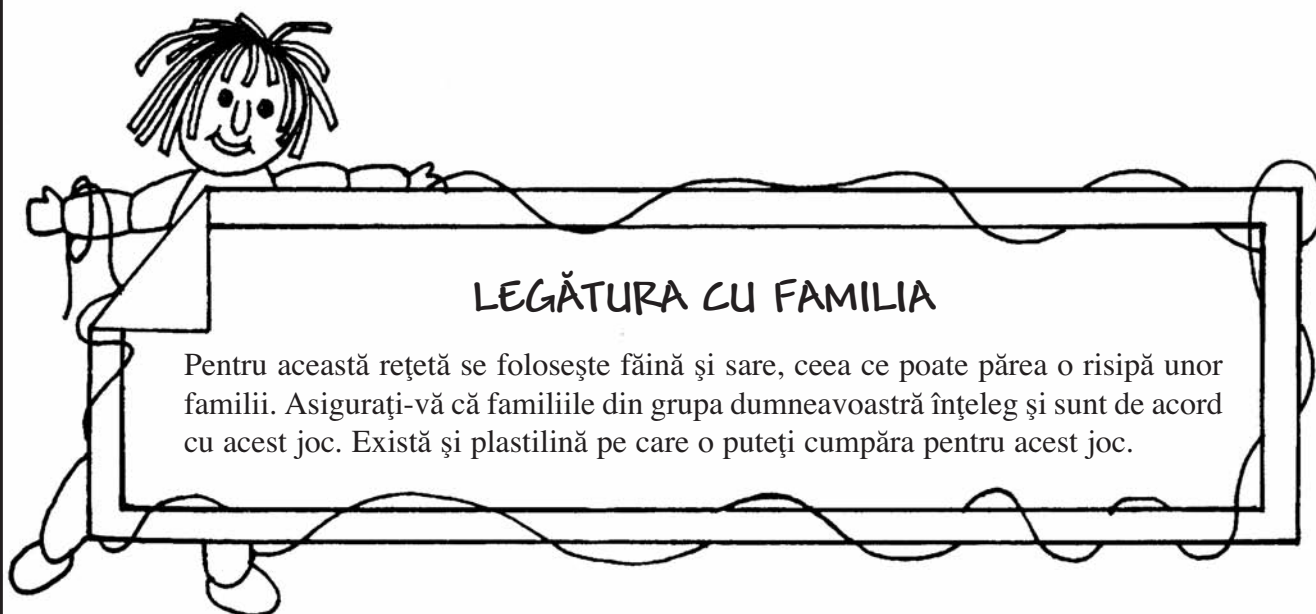 LEGĂTURA CU FAMILIA
Pentru această reţetă se foloseşte făină şi sare, ceea ce poate părea o risipă unor
familii. Asiguraţi-vă că familiile din grupa dumneavoastră înţeleg şi sunt de acord
cu acest joc. Există şi plastilină pe care o puteţi cumpăra pentru acest joc.